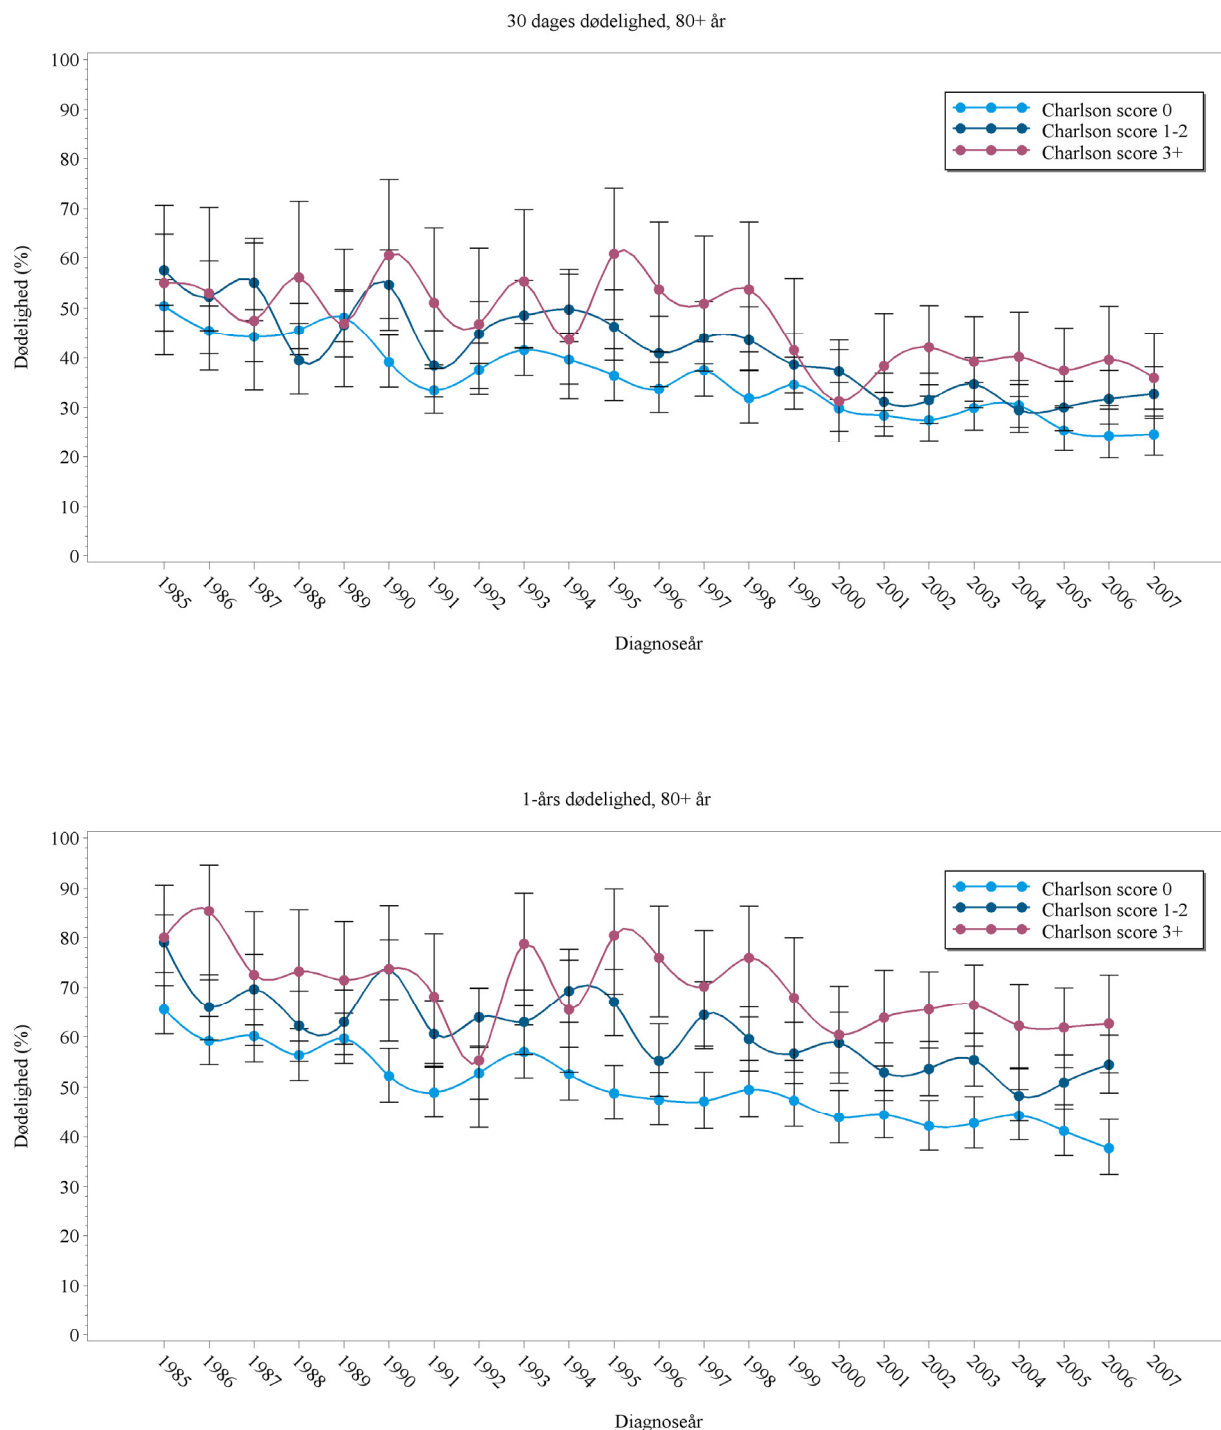 30 dages dødelighed, 80+ år
100
90
80
70
60
50
40
30
20
10
0
Dødelighed (%)
Charlson score 0
Charlson score 1-2
Charlson score 3+
1985 1986 1987 1988 1989 1990 1991 1992 1993 1994 1995 1996 1997 1998 1999 2000 2001 2002 2003 2004 2005 2006 2007
Diagnoseår
1-års dødelighed, 80+ år
100
90
80
70
60
50
40
30
20
10
0
Dødelighed (%)
Charlson score 0
Charlson score 1-2
Charlson score 3+
1985 1986 1987 1988 1989 1990 1991 1992 1993 1994 1995 1996 1997 1998 1999 2000 2001 2002 2003 2004 2005 2006 2007
Diagnoseår